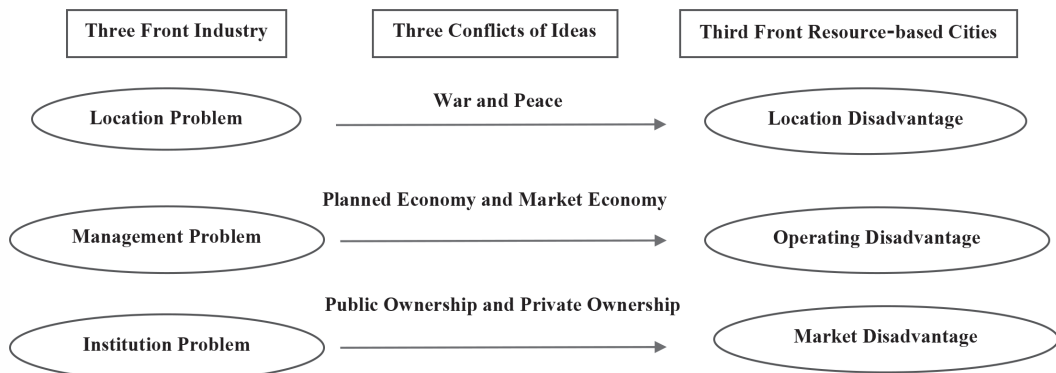 Three Front Industry
Three Conflicts of Ideas
Third Front Resource-based Cities
Location Problem
War and Peace
Location Disadvantage
Management Problem
Planned Economy and Market Economy
Operating Disadvantage
Institution Problem
Public Ownership and Private Ownership
Market Disadvantage